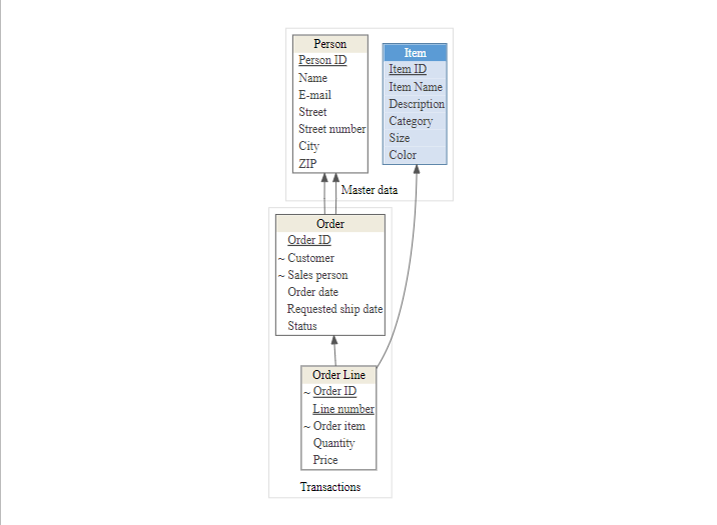 Person
Person ID
Name
E-mail
Street
Street number
City
ZIP
Item
Item ID
Item Name
Description
Category
Size
Color
Master data
Order
Order ID
~ Customer
~ Sales person
Order date
Requested ship date
Status
Order Line
~ Order ID
Line number
~ Order item
Quantity
Price
Transactions